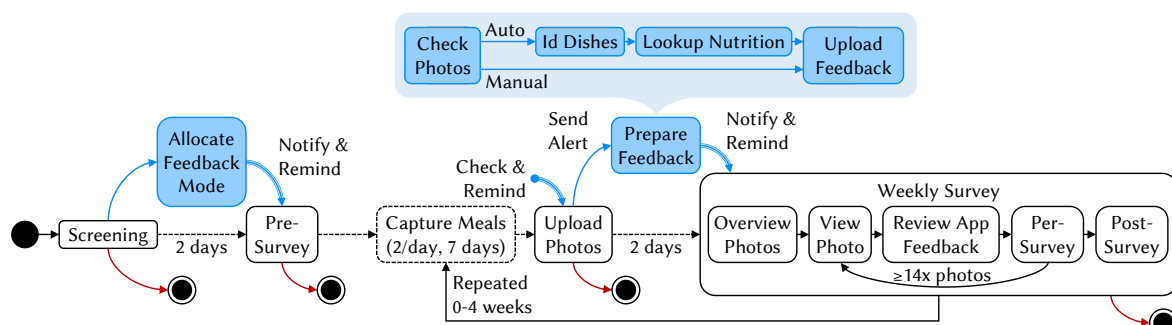 Check
Photos
Auto
Manual
Id Dishes
Lookup Nutrition
Upload
Feedback
Allocate
Feedback
Mode
Notify &
Remind
Send
Alert
Prepare
Feedback
Notify &
Remind
Check &
Remind
Screening
2 days
Pre-
Survey
Capture Meals
(2/day, 7 days)
Upload
Photos
2 days
Weekly Survey
Overview
Photos
View
Photo
Review App
Feedback
Per-
Survey
Post-
Survey
≥14x photos
Repeated
0-4 weeks